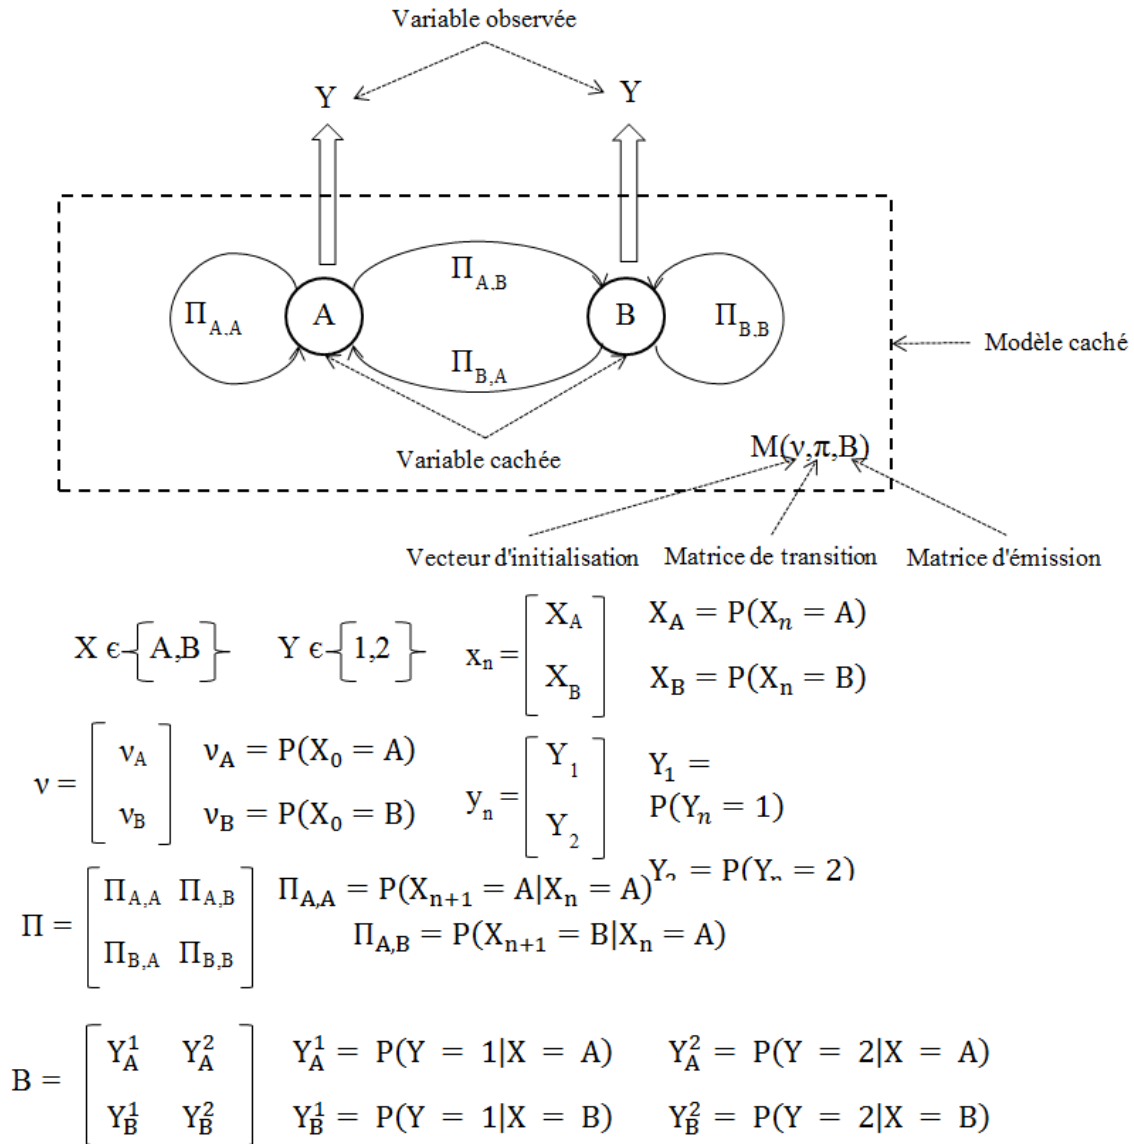 Variable observée
Y Y
Π_A,B
A B
Π_A,A Π_B,B
Modèle caché
Π_B,A
M(ν,π,B)
Variable cachée
Vecteur d'initialisation Matrice de transition Matrice d'émission
X ϵ {A,B} Y ϵ {1,2} x_n = [X_A X_B] X_A = P(X_n = A)
X_B = P(X_n = B)
ν = [ν_A ν_B] ν_A = P(X_0 = A)
ν_B = P(X_0 = B)
y_n = [Y_1 Y_2] Y_1 =
P(Y_n = 1)
Y_2 = P(Y_n = 2)
Π = [Π_A,A Π_A,B Π_B,A Π_B,B] Π_A,A = P(X_n+1 = A|X_n = A)
Π_A,B = P(X_n+1 = B|X_n = A)
B = [Y_A^1 Y_A^2 Y_B^1 Y_B^2] Y_A^1 = P(Y = 1|X = A) Y_A^2 = P(Y = 2|X = A)
Y_B^1 = P(Y = 1|X = B) Y_B^2 = P(Y = 2|X = B)